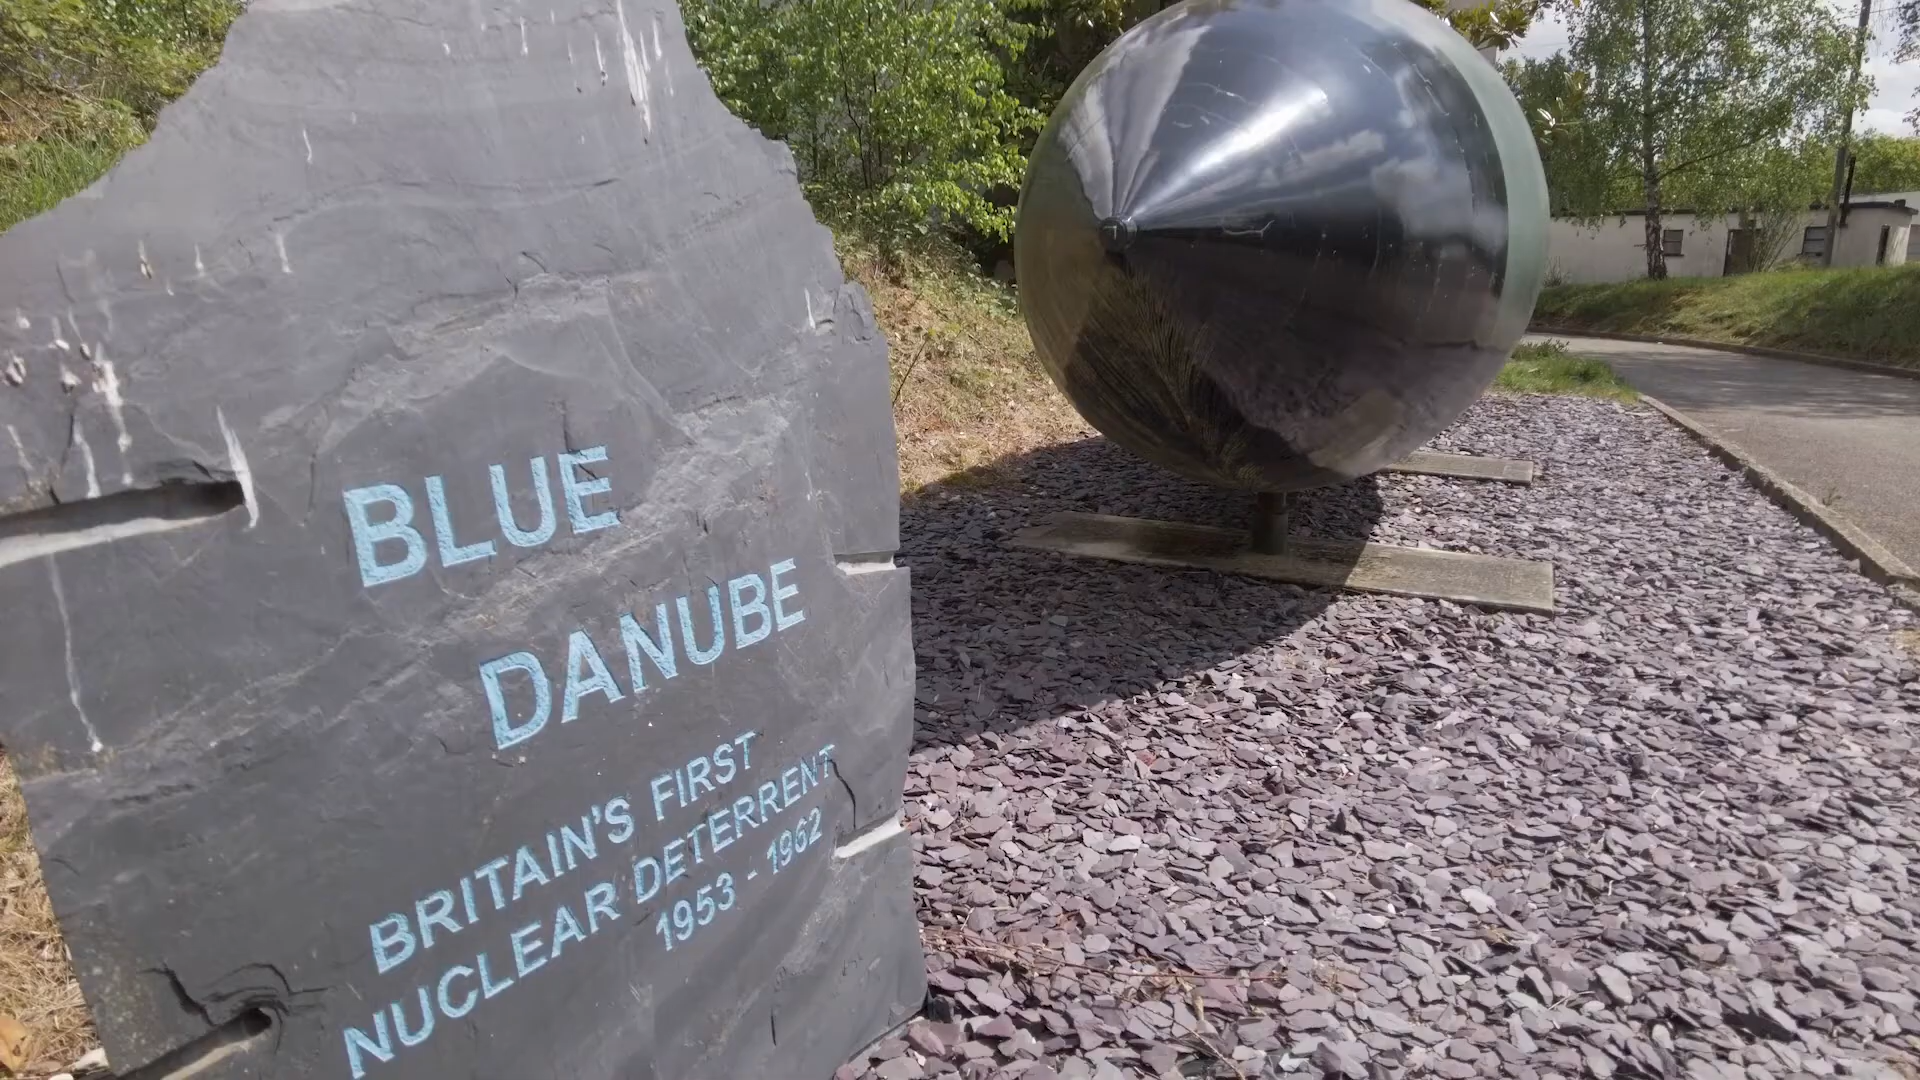 BLUE
DANUBE
BRITAIN'S FIRST
NUCLEAR DETERRENT
1953 - 1962